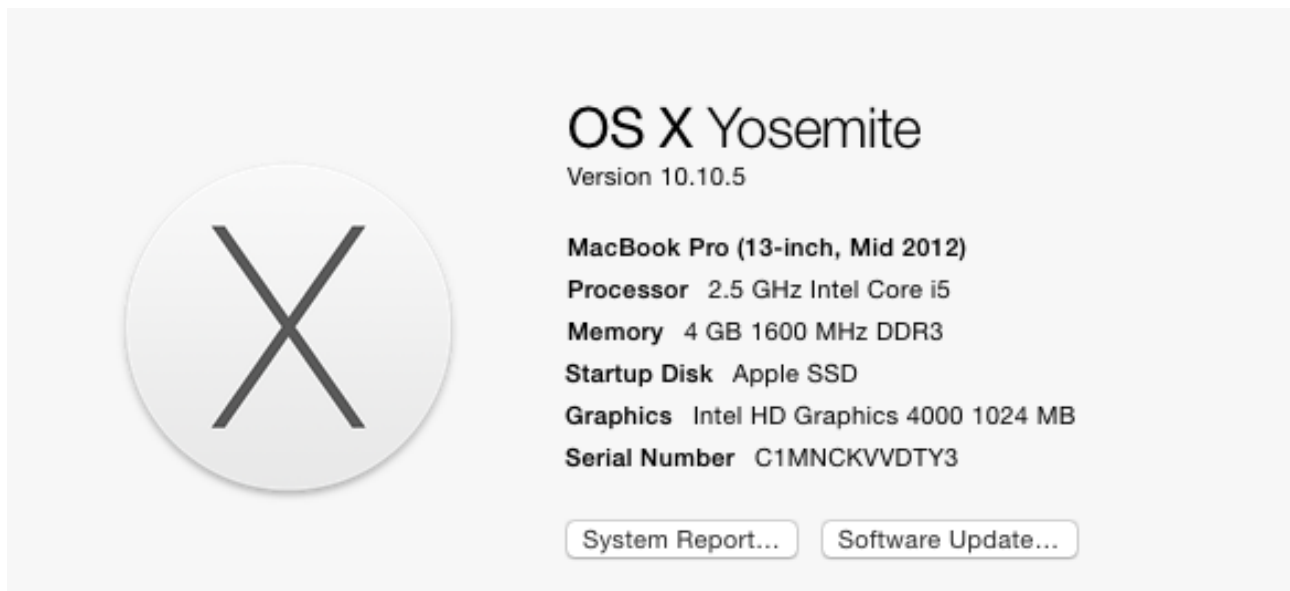 OS X Yosemite
Version 10.10.5
MacBook Pro (13-inch, Mid 2012)
Processor 2.5 GHz Intel Core i5
Memory 4 GB 1600 MHz DDR3
Startup Disk Apple SSD
Graphics Intel HD Graphics 4000 1024 MB
Serial Number C1MNCKVVDTY3
System Report... Software Update...